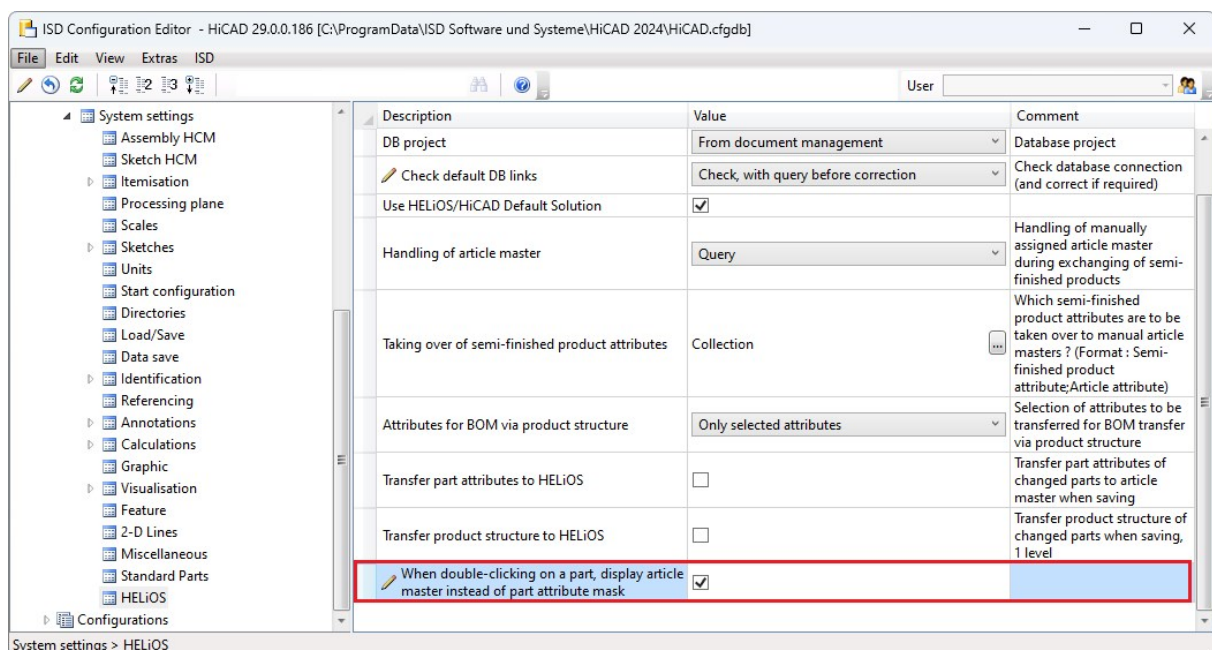 ISD Configuration Editor - HiCAD 29.0.0.186 [C:\ProgramData\ISD Software und Systeme\HiCAD 2024\HiCAD.cfgdb]
File Edit View Extras ISD
2 3
User
System settings
Assembly HCM
Sketch HCM
Itemisation
Processing plane
Scales
Sketches
Units
Start configuration
Directories
Load/Save
Data save
Identification
Referencing
Annotations
Calculations
Graphic
Visualisation
Feature
2-D Lines
Miscellaneous
Standard Parts
HELiOS
Configurations
Description Value Comment
DB project From document management Database project
Check default DB links Check, with query before correction Check database connection
(and correct if required)
Use HELiOS/HiCAD Default Solution
Handling of article master Query Handling of manually
assigned article master
during exchanging of semi-
finished products
Taking over of semi-finished product attributes Collection ... Which semi-finished
product attributes are to be
taken over to manual article
masters ? (Format : Semi-
finished product
attribute;Article attribute)
Attributes for BOM via product structure Only selected attributes Selection of attributes to be
transferred for BOM transfer
via product structure
Transfer part attributes to HELiOS Transfer part attributes of
changed parts to article
master when saving
Transfer product structure to HELiOS Transfer product structure of
changed parts when saving,
1 level
When double-clicking on a part, display article
master instead of part attribute mask
System settings > HELiOS